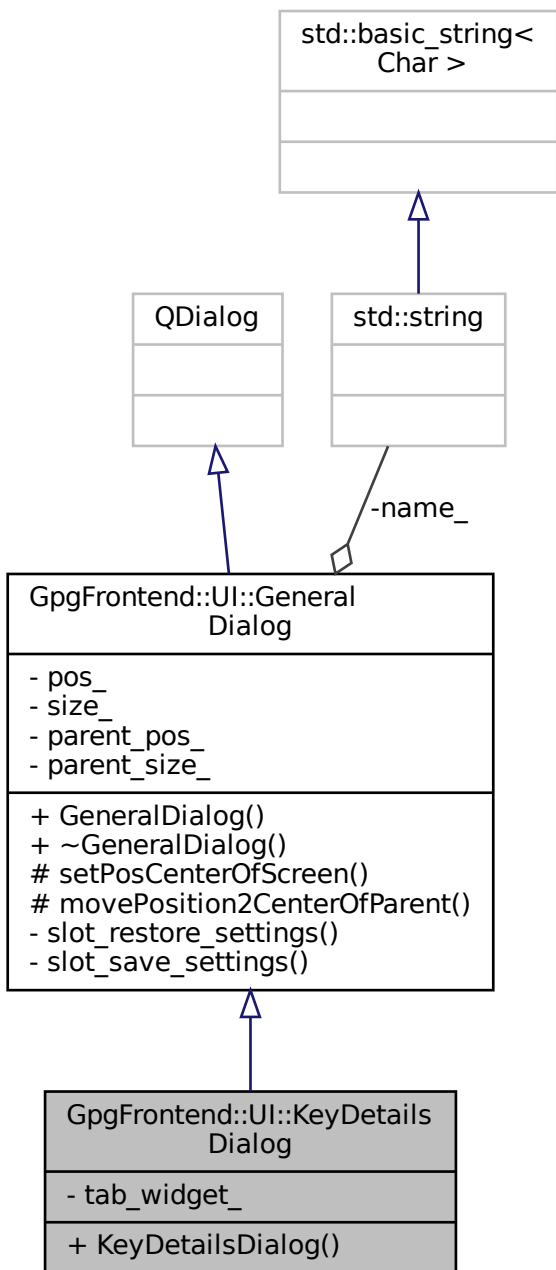 std::basic_string<
Char >
QDialog
std::string
-name_
GpgFrontend::UI::General
Dialog
- pos_
- size_
- parent_pos_
- parent_size_
+ GeneralDialog()
+ ~GeneralDialog()
# setPosCenterOfScreen()
# movePosition2CenterOfParent()
- slot_restore_settings()
- slot_save_settings()
GpgFrontend::UI::KeyDetails
Dialog
- tab_widget_
+ KeyDetailsDialog()